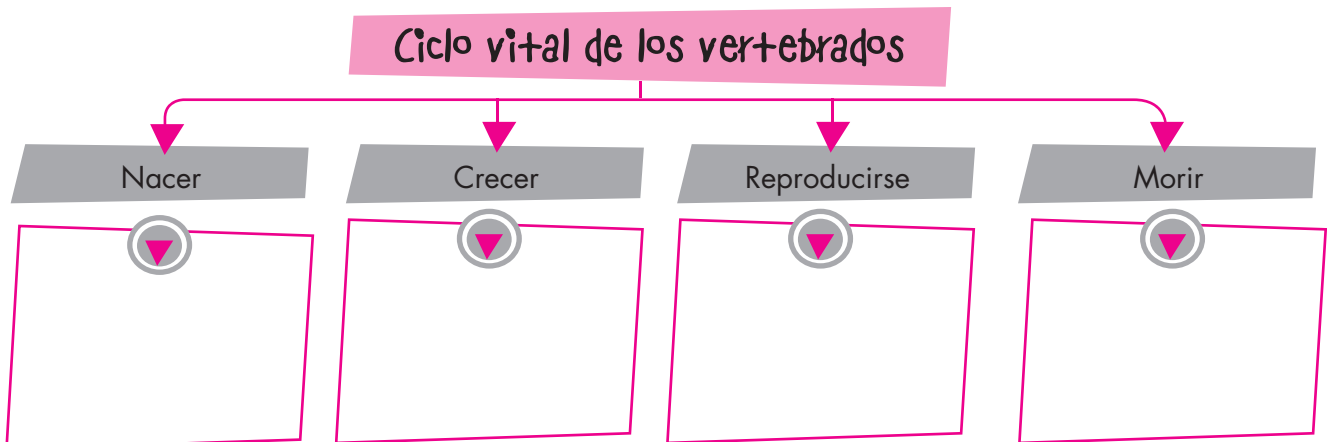 Ciclo vital de los vertebrados
Nacer
Crecer
Reproducirse
Morir